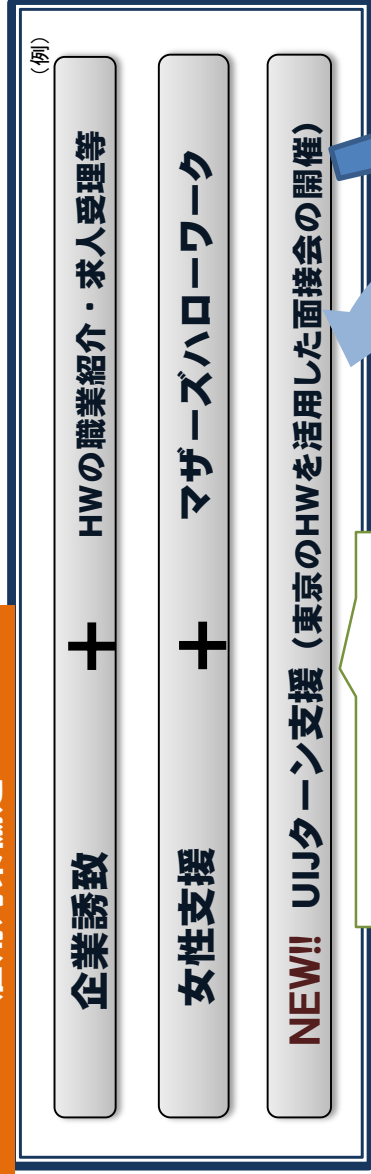 （例）
企業誘致 ＋ HWの職業紹介・求人受理等
女性支援 ＋ マザーズハローワーク
NEW!! UIJターン支援（東京のHWを活用した面接会の開催）